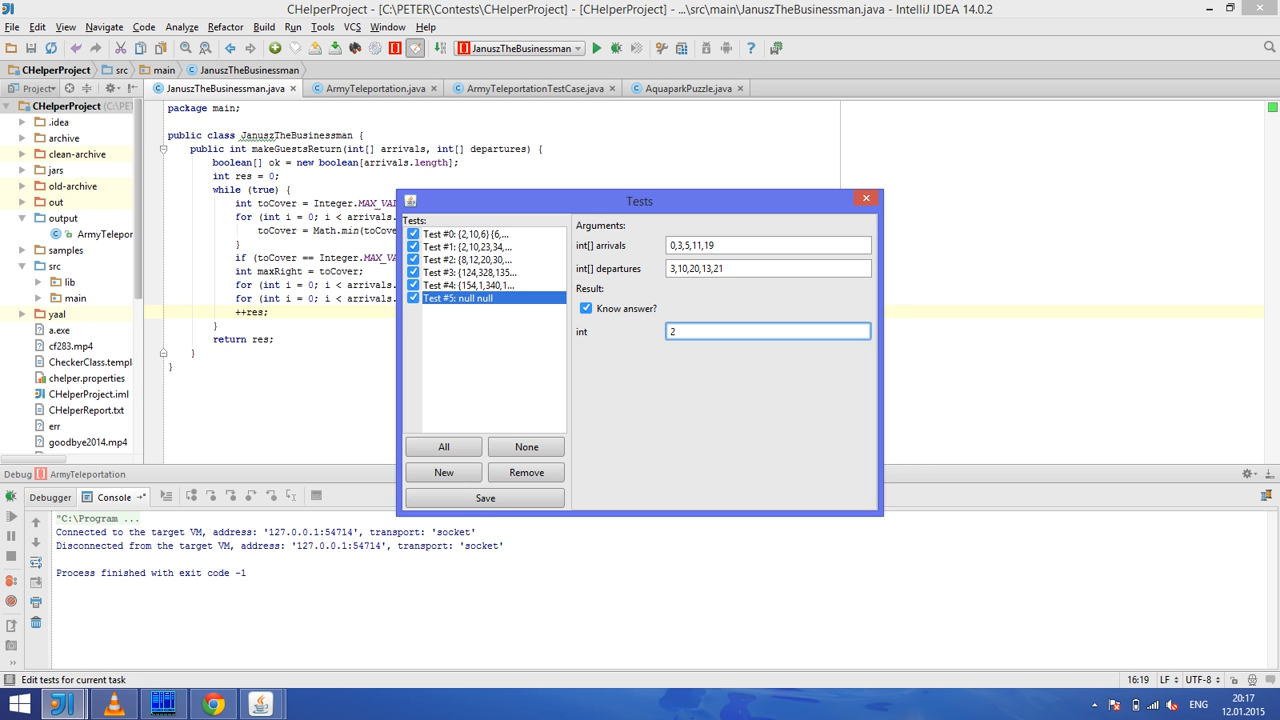 CHelperProject - [C:\PETER\Contests\CHelperProject] - [CHelperProject] - ...\src\main\JanuszTheBusinessman.java - IntelliJ IDEA 14.0.2
File Edit View Navigate Code Analyze Refactor Build Run Tools VCS Window Help
JanuszTheBusinessman
CHelperProject src main JanuszTheBusinessman
Project JanuszTheBusinessman.java ArmyTeleportation.java ArmyTeleportationTestCase.java AquaparkPuzzle.java
CHelperProject (C:\PET
.idea
archive
clean-archive
jars
old-archive
out
output
ArmyTelepor
samples
src
lib
main
yaal
a.exe
cf283.mp4
CheckerClass.templ
chelper.properties
CHelperProject.iml
CHelperReport.txt
err
goodbye2014.mp4
package main;
public class JanuszTheBusinessman {
public int makeGuestsReturn(int[] arrivals, int[] departures) {
boolean[] ok = new boolean[arrivals.length];
int res = 0;
while (true) {
int toCover = Integer.MAX_VA
for (int i = 0; i < arrivals.
toCover = Math.min(toCove
}
if (toCover == Integer.MAX_VA
int maxRight = toCover;
for (int i = 0; i < arrivals.
for (int i = 0; i < arrivals.
++res;
}
return res;
}
}
Tests
Tests:
Test #0: {2,10,6} {6,...
Test #1: {2,10,23,34,...
Test #2: {8,12,20,30,...
Test #3: {124,328,135...
Test #4: {154,1,340,1...
Test #5: null null
All None
New Remove
Save
Arguments:
int[] arrivals 0,3,5,11,19
int[] departures 3,10,20,13,21
Result:
Know answer?
int 2
Debug ArmyTeleportation
Debugger Console
"C:\Program ...
Connected to the target VM, address: '127.0.0.1:54714', transport: 'socket'
Disconnected from the target VM, address: '127.0.0.1:54714', transport: 'socket'
Process finished with exit code -1
Edit tests for current task 16:19 LF UTF-8
ENG 20:17
12.01.2015